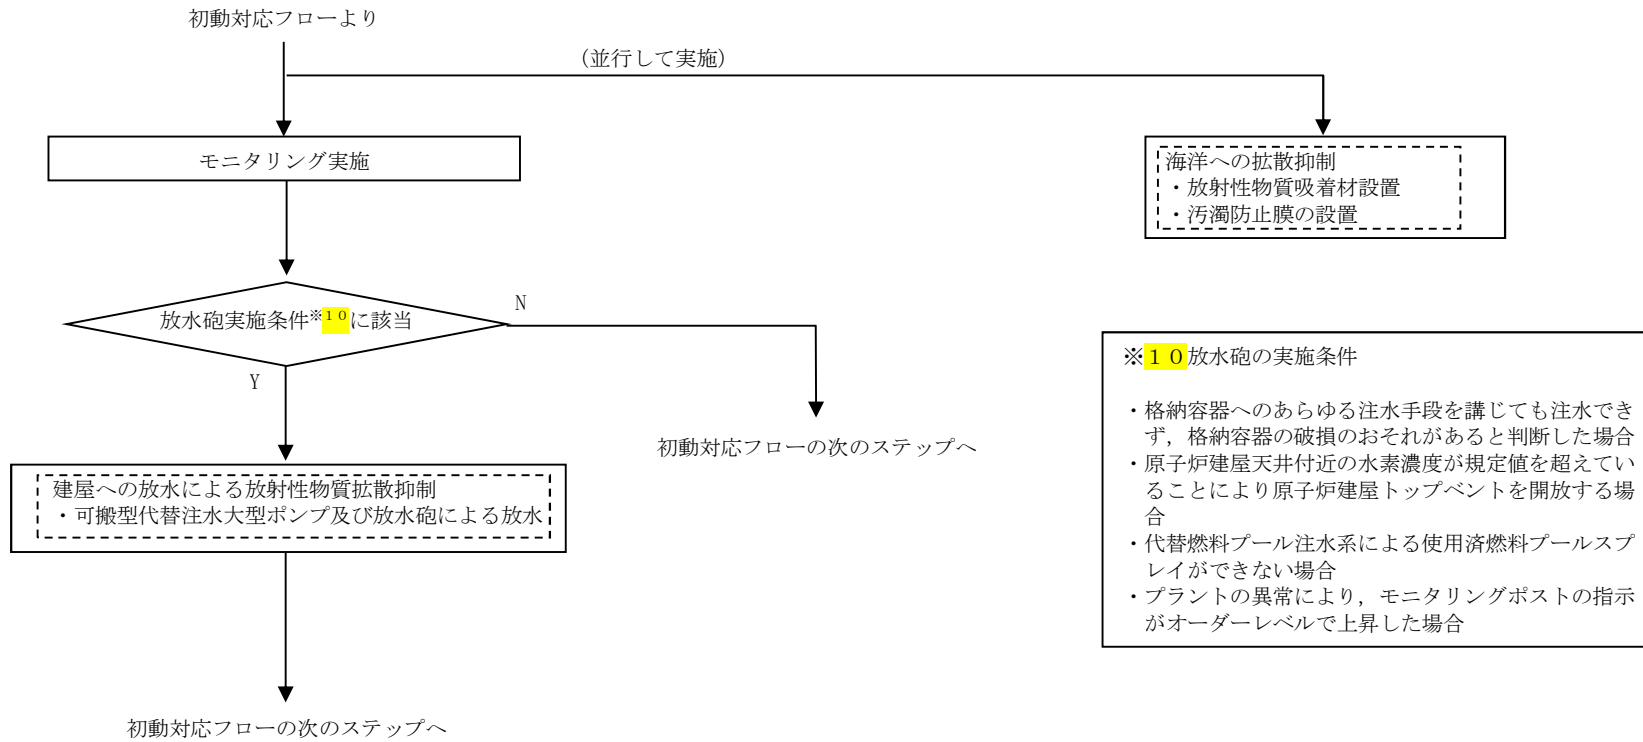 初動対応フローより
（並行して実施）
モニタリング実施
海洋への拡散抑制
・放射性物質吸着材設置
・汚濁防止膜の設置
放水砲実施条件※１０に該当
N
Y
初動対応フローの次のステップへ
建屋への放水による放射性物質拡散抑制
・可搬型代替注水大型ポンプ及び放水砲による放水
初動対応フローの次のステップへ
※１０放水砲の実施条件
・格納容器へのあらゆる注水手段を講じても注水でき
ず，格納容器の破損のおそれがあると判断した場合
・原子炉建屋天井付近の水素濃度が規定値を超えてい
ることにより原子炉建屋トップベントを開放する場
合
・代替燃料プール注水系による使用済燃料プールスプ
レイができない場合
・プラントの異常により，モニタリングポストの指示
がオーダーレベルで上昇した場合